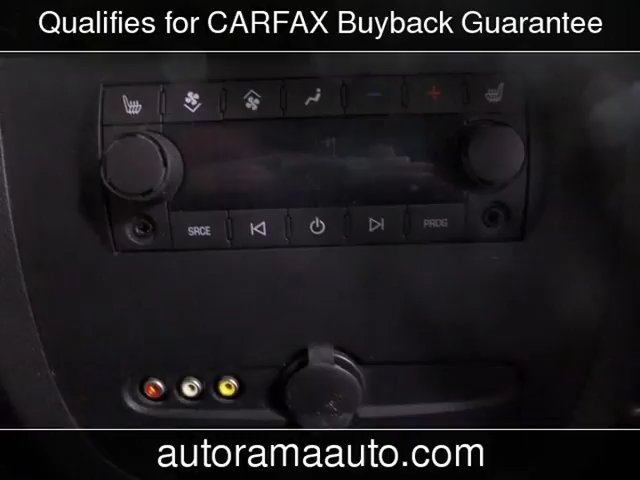 Qualifies for CARFAX Buyback Guarantee
SRCE
PROG
autoramaauto.com